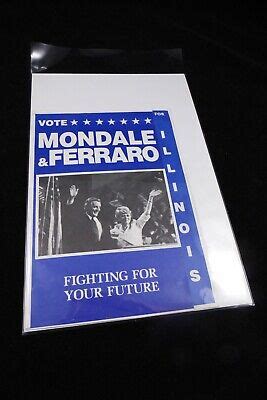 VOTE ★★★★★★★ FOR
MONDALE
& FERRARO
ILLINOIS
FIGHTING FOR
YOUR FUTURE